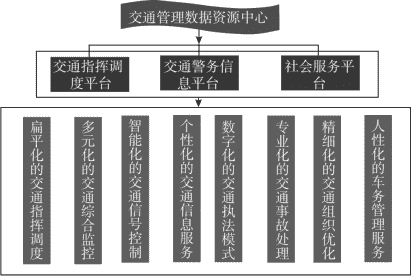 交通管理数据资源中心
交通指挥调
度平台
交通警务信
息平台
社会服务平
台
扁平化的交通指挥调度
多元化的交通综合监控
智能化的交通信号控制
个性化的交通信息服务
数字化的交通执法模式
专业化的交通事故处理
精细化的交通组织优化
人性化的车务管理服务